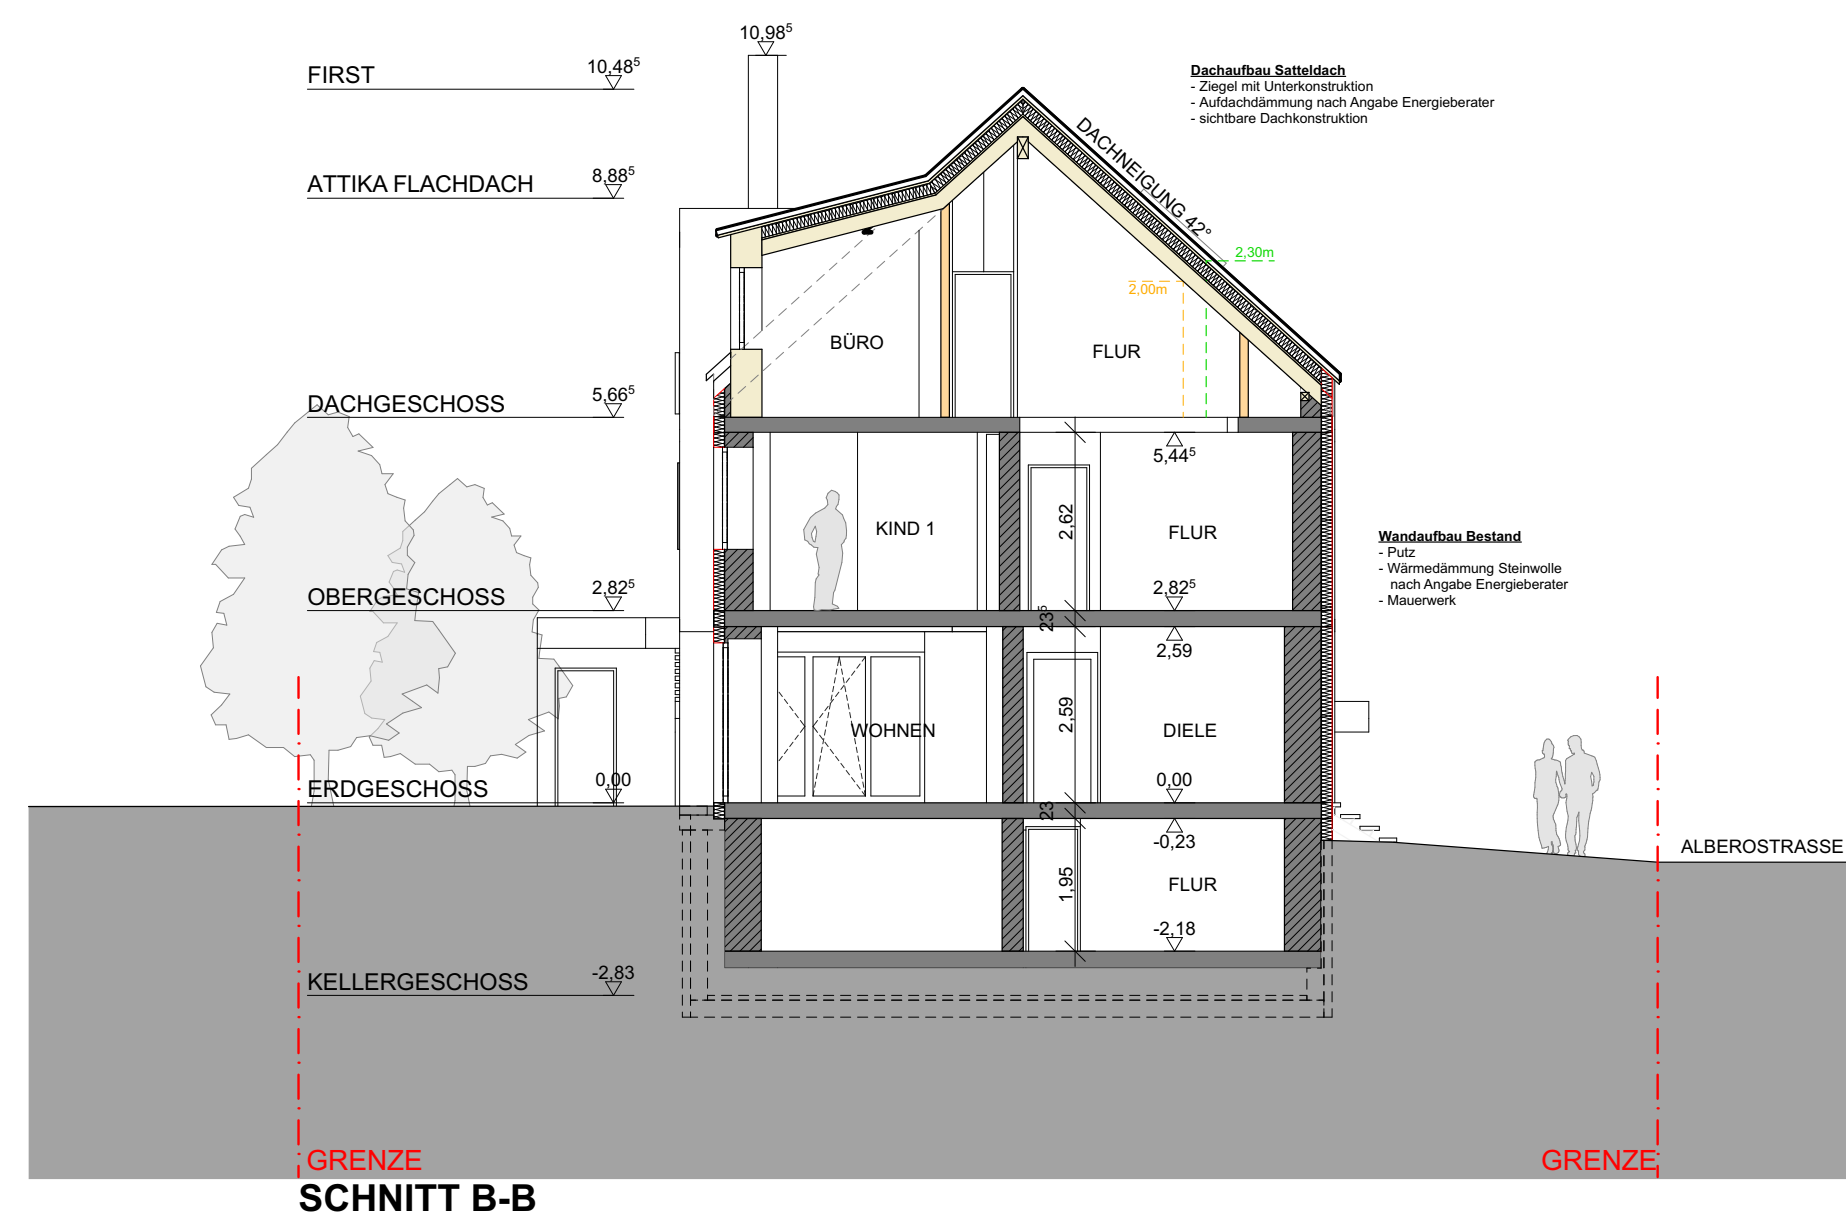 10,98⁵
FIRST 10,48⁵
Dachaufbau Satteldach
- Ziegel mit Unterkonstruktion
- Aufdachdämmung nach Angabe Energieberater
- sichtbare Dachkonstruktion
DACHNEIGUNG 42°
ATTIKA FLACHDACH 8,88⁵
2,30m
2,00m
BÜRO
FLUR
DACHGESCHOSS 5,66⁵
5,44⁵
2,62
KIND 1
FLUR
Wandaufbau Bestand
- Putz
- Wärmedämmung Steinwolle
nach Angabe Energieberater
- Mauerwerk
OBERGESCHOSS 2,82⁵
2,82⁵
23⁵
2,59
2,59
WOHNEN
DIELE
ERDGESCHOSS 0,00
0,00
23
-0,23
ALBEROSTRASSE
1,95
FLUR
-2,18
KELLERGESCHOSS -2,83
GRENZE
GRENZE
SCHNITT B-B